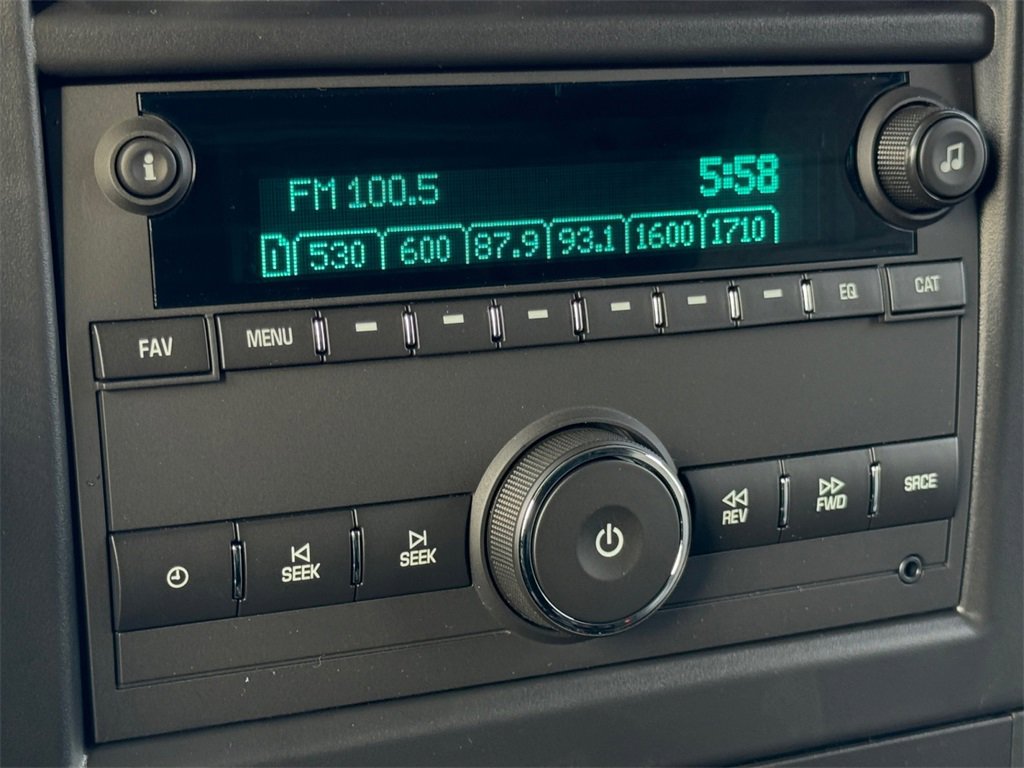 FM 100.5 5:58
530 600 87.9 93.1 1600 1710
FAV MENU EQ CAT
SEEK SEEK REV FWD SRCE